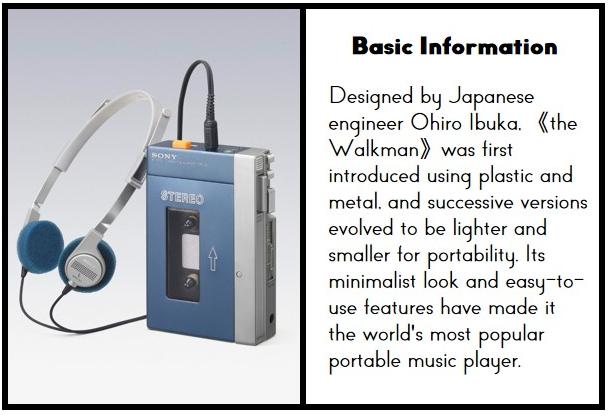 SONY
STEREO
Basic Information
Designed by Japanese
engineer Ohiro Ibuka, 《the
Walkman》 was first
introduced using plastic and
metal, and successive versions
evolved to be lighter and
smaller for portability. Its
minimalist look and easy-to-
use features have made it
the world's most popular
portable music player.